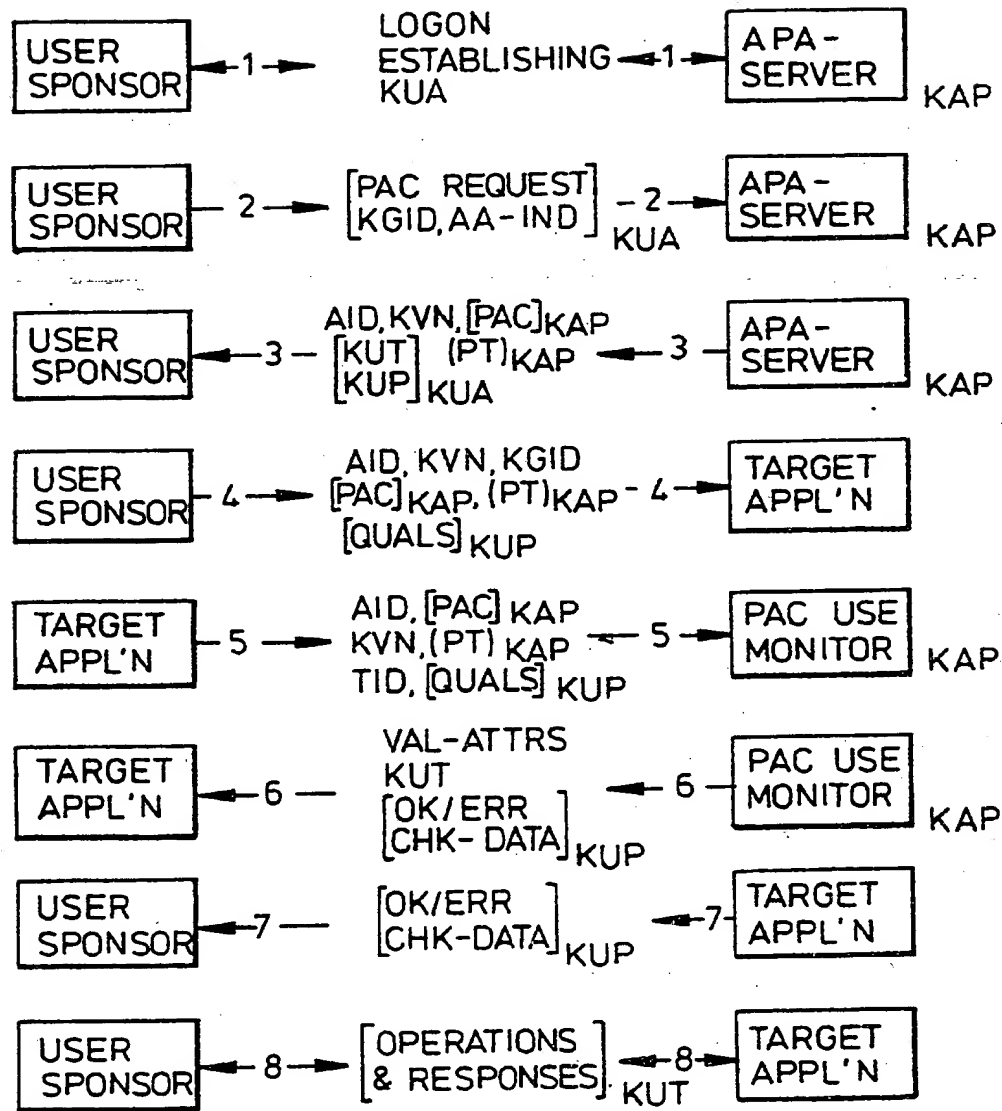 USER LOGON APA-
SPONSOR 1 ESTABLISHING 1 SERVER
KUA KAP
USER [PAC REQUEST APA-
SPONSOR 2 KGID, AA-IND] KUA 2 SERVER
KAP
USER AID, KVN, [PAC]KAP APA-
SPONSOR 3 [KUT (PT)KAP 3 SERVER
KUP]KUA KAP
USER AID, KVN, KGID TARGET
SPONSOR 4 [PAC]KAP, (PT)KAP 4 APPL'N
[QUALS]KUP
TARGET AID, [PAC]KAP PAC USE
APPL'N 5 KVN, (PT)KAP 5 MONITOR
TID, [QUALS]KUP KAP
TARGET VAL-ATTRS PAC USE
APPL'N 6 KUT 6 MONITOR
[OK/ERR KAP
CHK-DATA]KUP
USER [OK/ERR TARGET
SPONSOR 7 CHK-DATA]KUP 7 APPL'N
USER [OPERATIONS TARGET
SPONSOR 8 & RESPONSES]KUT 8 APPL'N